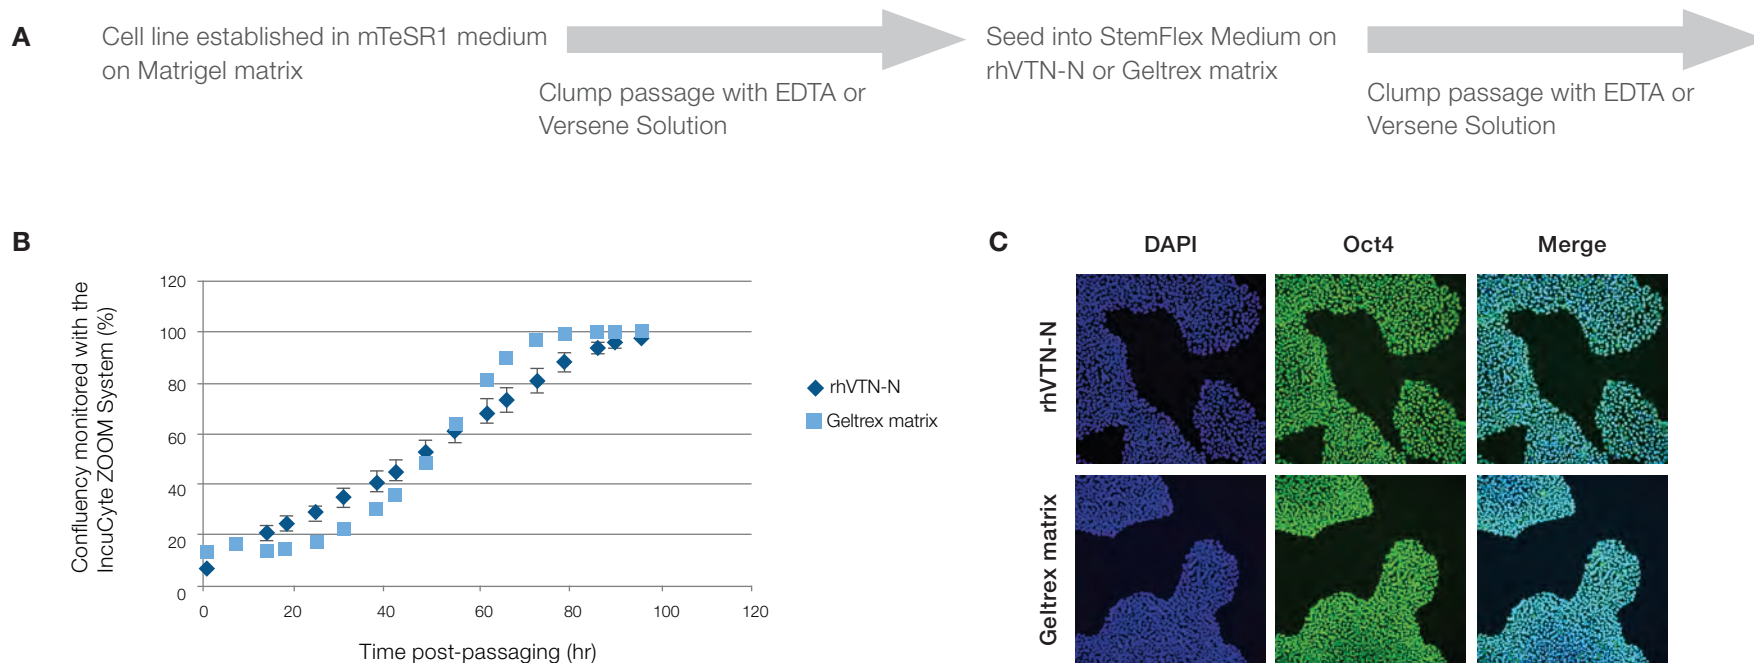 A
Cell line established in mTeSR1 medium
on Matrigel matrix
Clump passage with EDTA or
Versene Solution
Seed into StemFlex Medium on
rhVTN-N or Geltrex matrix
Clump passage with EDTA or
Versene Solution
B
Confluency monitored with the
IncuCyte ZOOM System (%)
120
100
80
60
40
20
0
0 20 40 60 80 100 120
Time post-passaging (hr)
rhVTN-N
Geltrex matrix
C
DAPI Oct4 Merge
rhVTN-N
Geltrex matrix